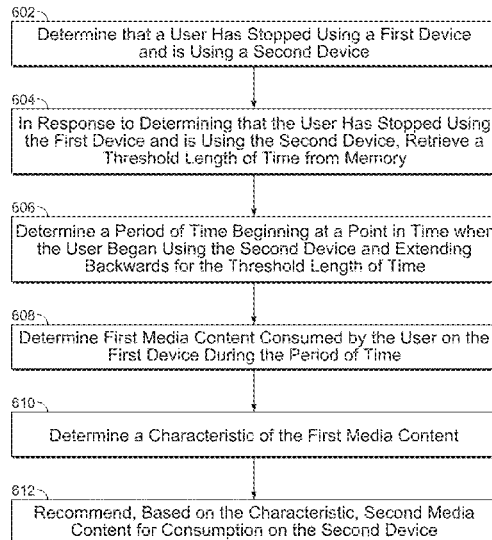 602
Determine that a User Has Stopped Using a First Device
and is Using a Second Device
604
In Response to Determining that the User Has Stopped Using
the First Device and is Using the Second Device, Retrieve a
Threshold Length of Time from Memory
606
Determine a Period of Time Beginning at a Point in Time when
the User Began Using the Second Device and Extending
Backwards for the Threshold Length of Time
608
Determine First Media Content Consumed by the User on the
First Device During the Period of Time
610
Determine a Characteristic of the First Media Content
612
Recommend, Based on the Characteristic, Second Media
Content for Consumption on the Second Device